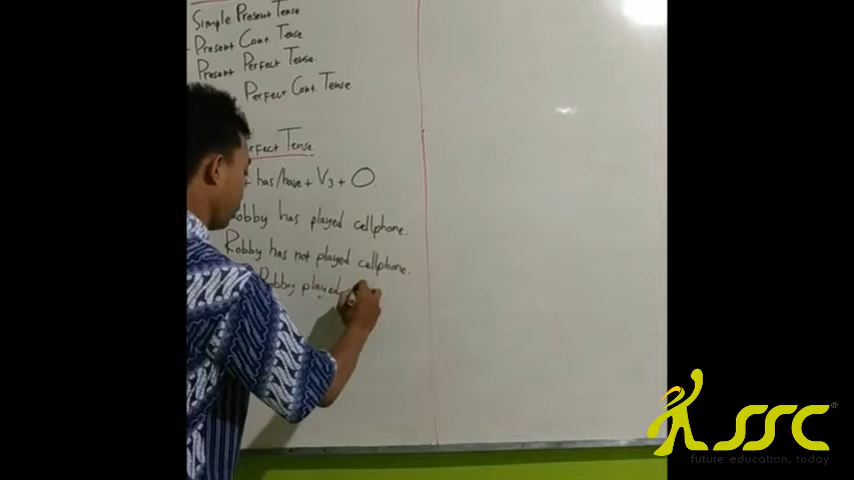 Simple Present Tense
Present Cont. Tense
Present Perfect Tense.
Perfect Cont. Tense
Tense
+ has/have + V3 + O
Robby has played cellphone.
Robby has not played cellphone.
Robby played
SSC®
future education, today